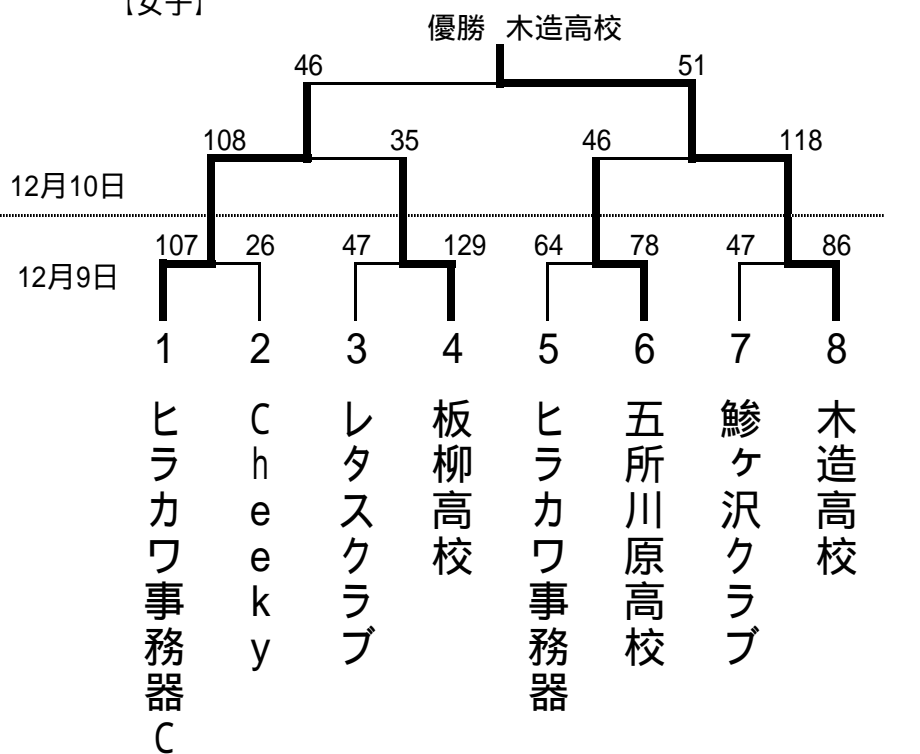 【女子】
優勝 木造高校
46 51
108 35 46 118
12月10日
107 26 47 129 64 78 47 86
12月9日
1 2 3 4 5 6 7 8
ヒラカワ事務器C
Cheeky
レタスクラブ
板柳高校
ヒラカワ事務器
五所川原高校
鯵ヶ沢クラブ
木造高校